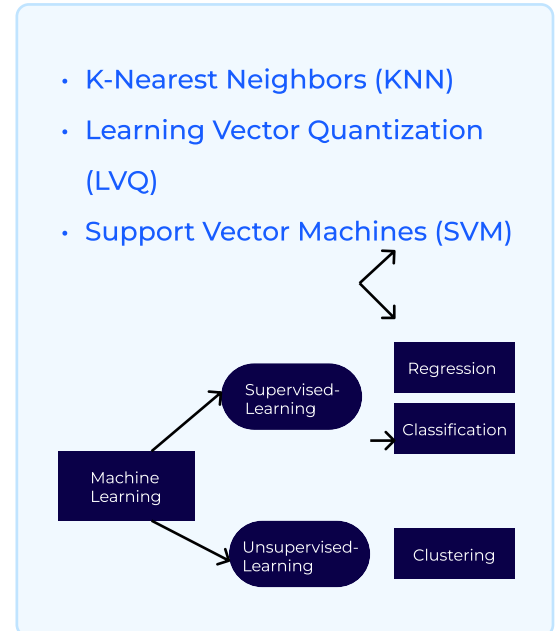 • K-Nearest Neighbors (KNN)
• Learning Vector Quantization
(LVQ)
• Support Vector Machines (SVM)
Regression
Supervised-
Learning
Classification
Machine
Learning
Unsupervised-
Learning
Clustering